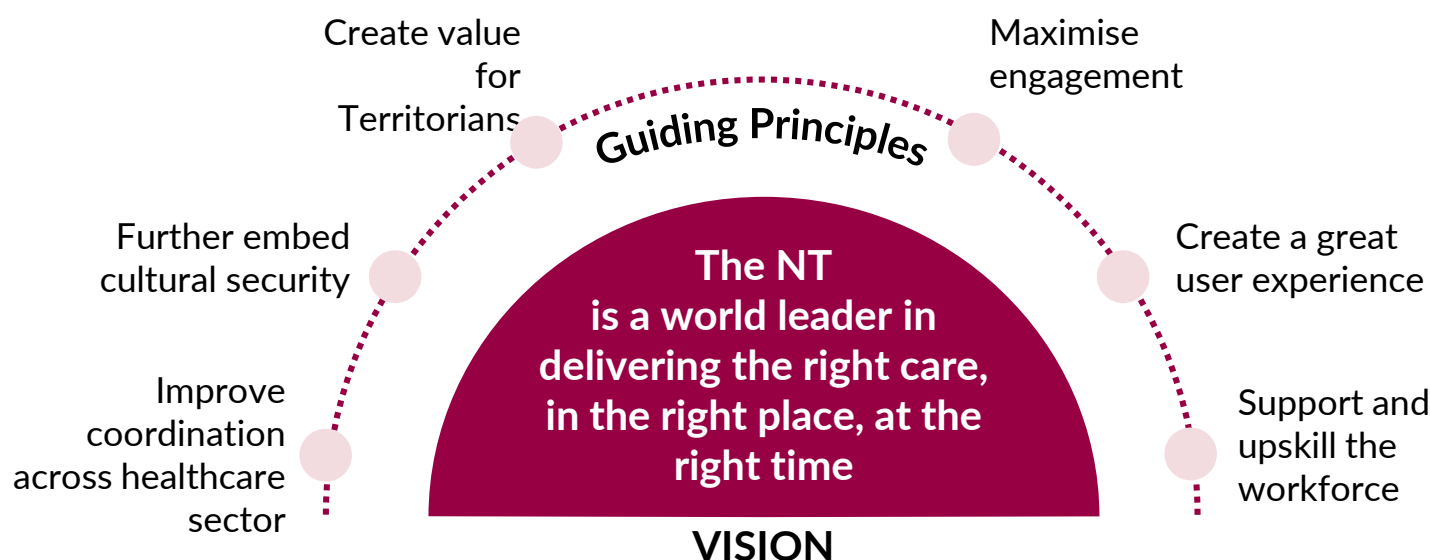 Create value
for
Territorians
Maximise
engagement
Guiding Principles
Further embed
cultural security
Create a great
user experience
The NT
is a world leader in
delivering the right care,
in the right place, at the
right time
Improve
coordination
across healthcare
sector
Support and
upskill the
workforce
VISION